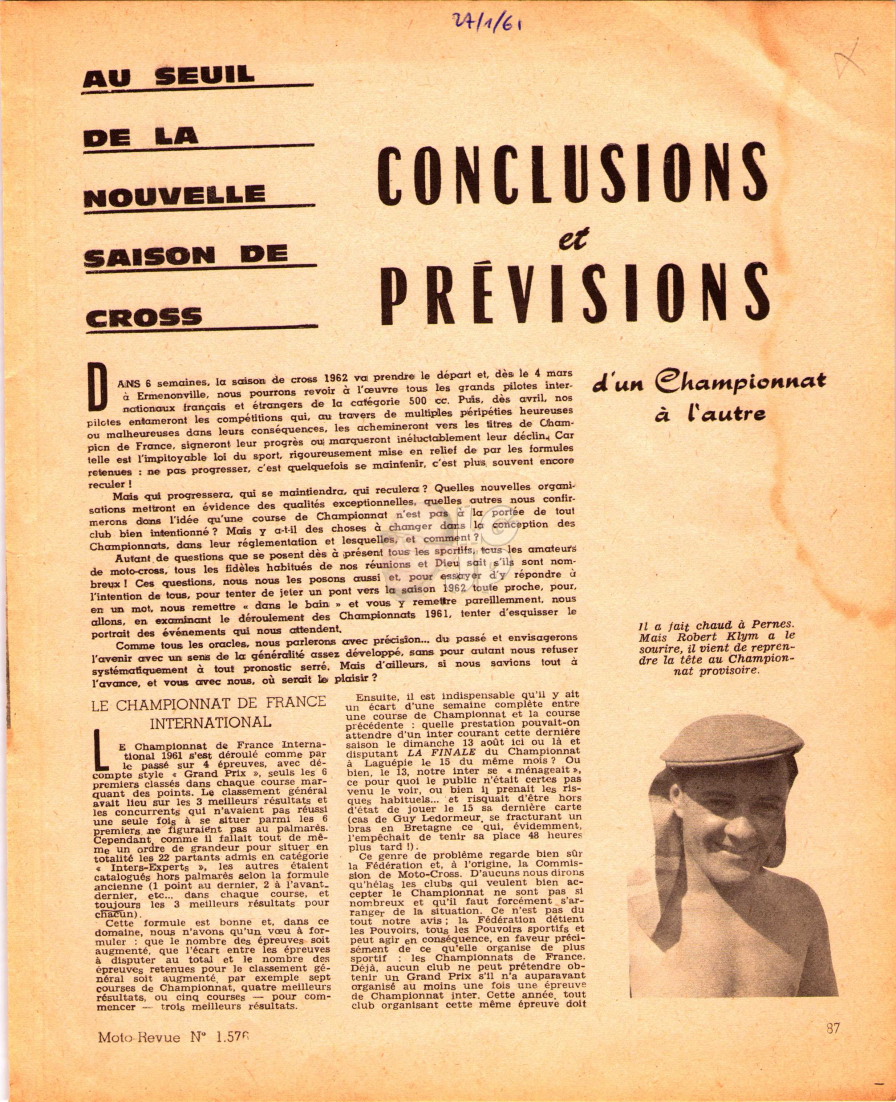 27/1/61
AU SEUIL
DE LA
NOUVELLE
SAISON DE
CROSS
CONCLUSIONS
et
PRÉVISIONS
d'un Championnat
à l'autre
DANS 6 semaines, la saison de cross 1962 va prendre le départ et, dès le 4 mars
à Ermenonville, nous pourrons revoir à l'œuvre tous les grands pilotes inter-
nationaux français et étrangers de la catégorie 500 cc. Puis, dès avril, nos
pilotes entameront les compétitions qui, au travers de multiples péripéties heureuses
ou malheureuses dans leurs conséquences, les achemineront vers les titres de Cham-
pion de France, signeront leur progrès ou marqueront inéluctablement leur déclin. Car
telle est l'impitoyable loi du sport, rigoureusement mise en relief de par les formules
retenues : ne pas progresser, c'est quelquefois se maintenir, c'est plus souvent encore
reculer !
Mais qui progressera, qui se maintiendra, qui reculera ? Quelles nouvelles organi-
sations mettront en évidence des qualités exceptionnelles, quelles autres nous confir-
merons dans l'idée qu'une course de Championnat n'est pas à la portée de tout
club bien intentionné ? Mais y a-t-il des choses à changer dans la conception des
Championnats, dans leur réglementation et lesquelles, et comment ?
Autant de questions que se posent dès à présent tous les sportifs, tous les amateurs
de moto-cross, tous les fidèles habitués de nos réunions et Dieu sait s'ils sont nom-
breux ! Ces questions, nous nous les posons aussi et, pour essayer d'y répondre à
l'intention de tous, pour tenter de jeter un pont vers la saison 1962 toute proche, pour,
en un mot, nous remettre « dans le bain » et vous y remettre pareillement, nous
allons, en examinant le déroulement des Championnats 1961, tenter d'esquisser le
portrait des événements qui nous attendent.
Comme tous les oracles, nous parlerons avec précision... du passé et envisagerons
l'avenir avec un sens de la généralité assez développé, sans pour autant nous refuser
systématiquement à tout pronostic serré. Mais d'ailleurs, si nous savions tout à
l'avance, et vous avec nous, où serait le plaisir ?
Il a fait chaud à Pernes.
Mais Robert Klym a le
sourire, il vient de repren-
dre la tête au Champion-
nat provisoire.
LE CHAMPIONNAT DE FRANCE
INTERNATIONAL
LE Championnat de France Interna-
tional 1961 s'est déroulé comme par
le passé sur 4 épreuves, avec dé-
compte style « Grand Prix », seuls les 6
premiers classés dans chaque course mar-
quant des points. Le classement général
avait lieu sur les 3 meilleurs résultats et
les concurrents qui n'avaient pas réussi
une seule fois à se situer parmi les 6
premiers ne figuraient pas au palmarès.
Cependant, comme il fallait tout de mê-
me un ordre de grandeur pour situer en
totalité les 22 partants admis en catégorie
« Inters-Experts », les autres étaient
catalogués hors palmarès selon la formule
ancienne (1 point au dernier, 2 à l'avant-
dernier, etc... dans chaque course, et
toujours les 3 meilleurs résultats pour
chacun).
Cette formule est bonne et, dans ce
domaine, nous n'avons qu'un vœu à for-
muler : que le nombre des épreuves soit
augmenté, que l'écart entre les épreuves
à disputer au total et le nombre des
épreuves retenues pour le classement gé-
néral soit augmenté, par exemple sept
courses de Championnat, quatre meilleurs
résultats, ou cinq courses — pour com-
mencer — trois meilleurs résultats.
Ensuite, il est indispensable qu'il y ait
un écart d'une semaine complète entre
une course de Championnat et la course
précédente : quelle prestation pouvait-on
attendre d'un inter courant cette dernière
saison le dimanche 13 août ici ou là et
disputant LA FINALE du Championnat
à Laguépie le 15 du même mois ? Ou
bien, le 13, notre inter se « ménageait »,
ce pour quoi le public n'était certes pas
venu le voir, ou bien il prenait les ris-
ques habituels... et risquait d'être hors
d'état de jouer le 15 sa dernière carte
(cas de Guy Ledormeur, se fracturant un
bras en Bretagne ce qui, évidemment,
l'empêchait de tenir sa place 48 heures
plus tard !).
Ce genre de problème regarde bien sûr
la Fédération et, à l'origine, la Commis-
sion de Moto-Cross. D'aucuns nous diront
qu'hélas les clubs qui veulent bien ac-
cepter le Championnat ne sont pas si
nombreux et qu'il faut forcément s'ar-
ranger de la situation. Ce n'est pas du
tout notre avis ; la Fédération détient
les Pouvoirs, tous les Pouvoirs sportifs et
peut agir en conséquence, en faveur préci-
sément de ce qu'elle organise de plus
sportif : les Championnats de France.
Déjà, aucun club ne peut prétendre ob-
tenir un Grand Prix s'il n'a auparavant
organisé au moins une fois une épreuve
de Championnat inter. Cette année, tout
club organisant cette même épreuve doit
Moto-Revue N° 1.576
87